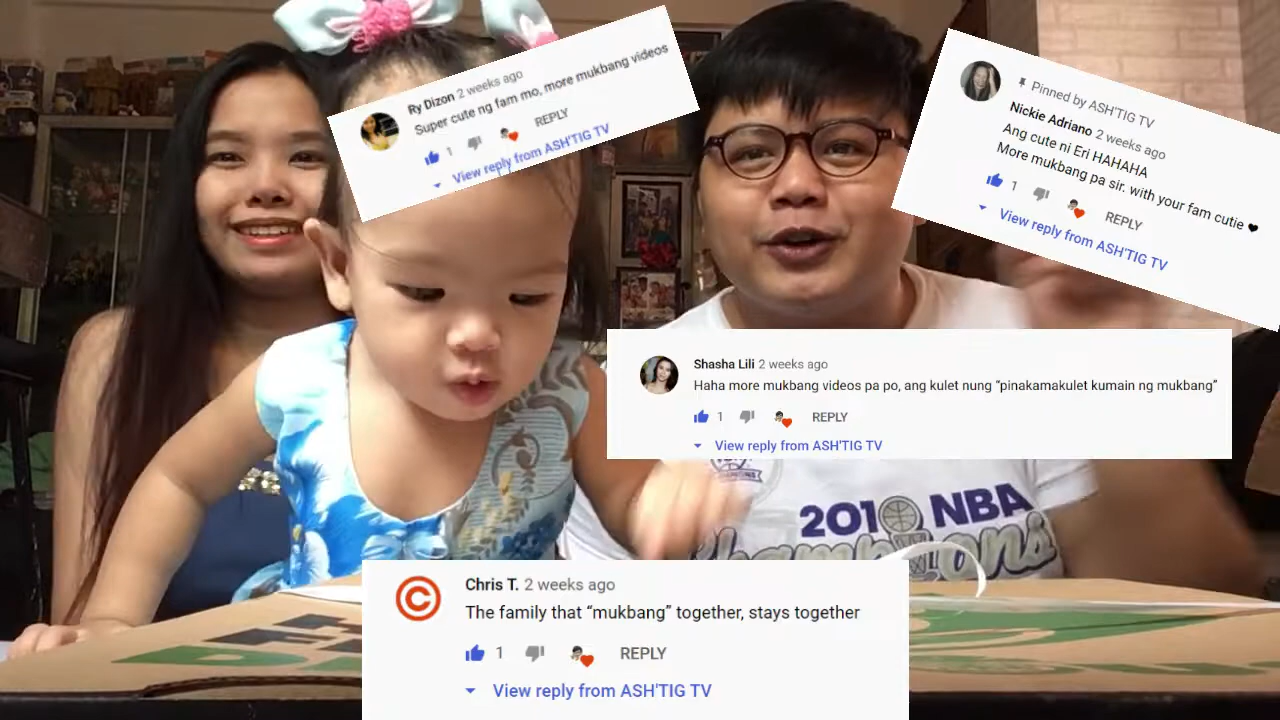 Ry Dizon 2 weeks ago
Super cute ng fam mo, more mukbang videos
1 REPLY
View reply from ASH'TIG TV
Pinned by ASH'TIG TV
Nickie Adriano 2 weeks ago
Ang cute ni Eri HAHAHA
More mukbang pa sir. with your fam cutie ❤
1 REPLY
View reply from ASH'TIG TV
Shasha Lili 2 weeks ago
Haha more mukbang videos pa po, ang kulet nung “pinakamakulet kumain ng mukbang”
1 REPLY
View reply from ASH'TIG TV
2010 NBA
Champions
Chris T. 2 weeks ago
The family that “mukbang” together, stays together
1 REPLY
View reply from ASH'TIG TV